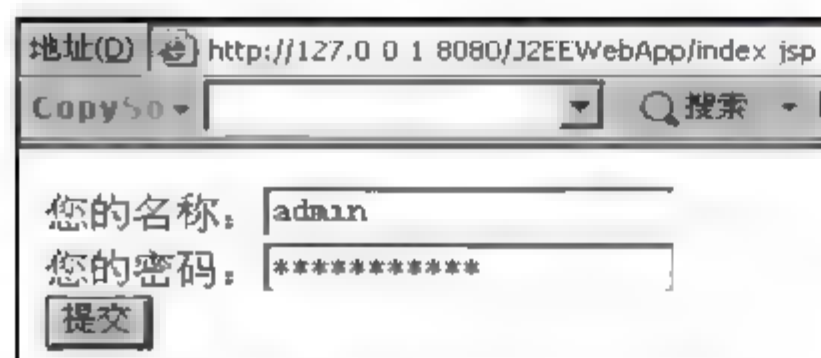 地址(D) http://127.0 0 1 8080/J2EEWebApp/index jsp
CopySo 搜索
您的名称: admin
您的密码: ***********
提交